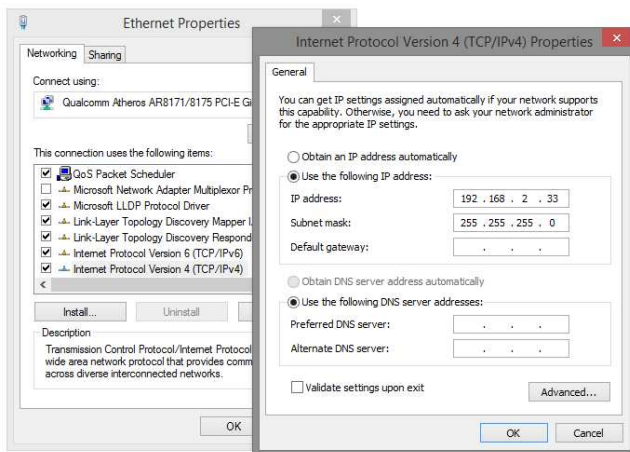 Ethernet Properties
Networking
Sharing
Connect using:
Qualcomm Atheros AR8171/8175 PCI-E Gi
This connection uses the following items:
QoS Packet Scheduler
Microsoft Network Adapter Multiplexor Pr
Microsoft LLDP Protocol Driver
Link-Layer Topology Discovery Mapper I
Link-Layer Topology Discovery Respond
Internet Protocol Version 6 (TCP/IPv6)
Internet Protocol Version 4 (TCP/IPv4)
Install...
Uninstall
Description
Transmission Control Protocol/Internet Protocol
wide area network protocol that provides comm
across diverse interconnected networks.
OK
Internet Protocol Version 4 (TCP/IPv4) Properties
General
You can get IP settings assigned automatically if your network supports
this capability. Otherwise, you need to ask your network administrator
for the appropriate IP settings.
Obtain an IP address automatically
Use the following IP address:
IP address: 192 . 168 . 2 . 33
Subnet mask: 255 . 255 . 255 . 0
Default gateway: . . .
Obtain DNS server address automatically
Use the following DNS server addresses:
Preferred DNS server: . . .
Alternate DNS server: . . .
Validate settings upon exit
Advanced...
OK
Cancel